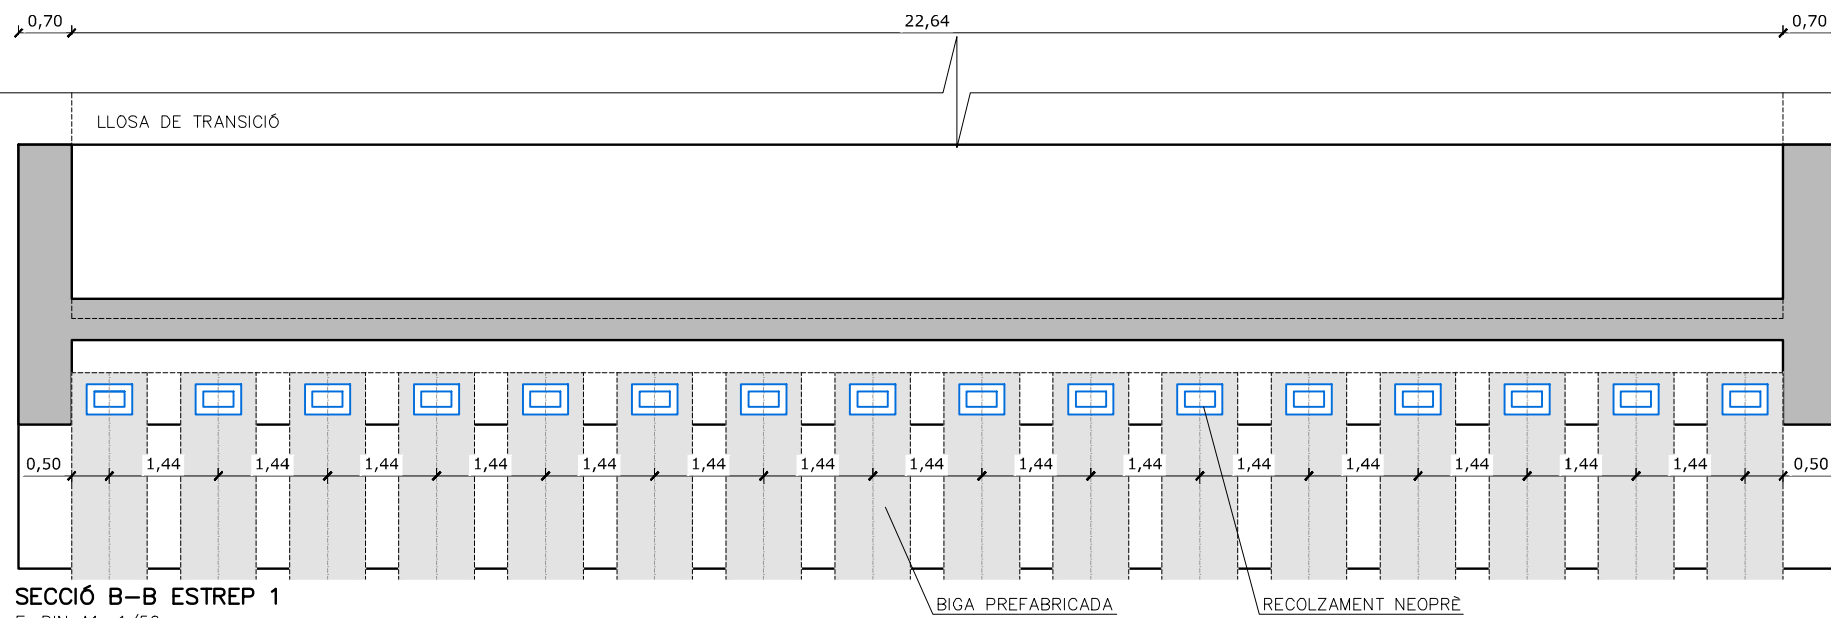 0,70 22,64 0,70
LLOSA DE TRANSICIÓ
0,50 1,44 1,44 1,44 1,44 1,44 1,44 1,44 1,44 1,44 1,44 1,44 1,44 1,44 1,44 1,44 0,50
SECCIÓ B-B ESTREP 1
BIGA PREFABRICADA RECOLZAMENT NEOPRÈ